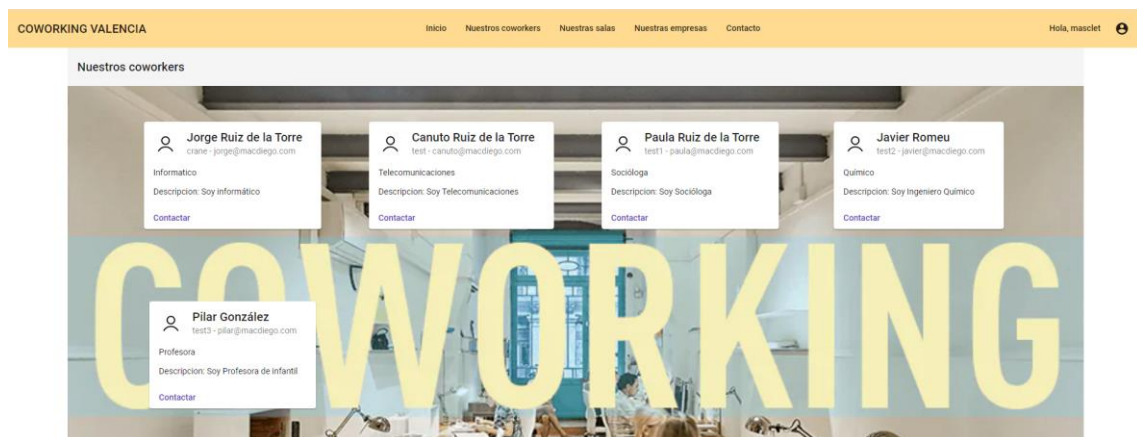 COWORKING VALENCIA
Inicio Nuestros coworkers Nuestras salas Nuestras empresas Contacto
Hola, masclet
Nuestros coworkers
Jorge Ruiz de la Torre
crane - jorge@macdiego.com
Informatico
Descripcion: Soy informático
Contactar
Canuto Ruiz de la Torre
test - canuto@macdiego.com
Telecomunicaciones
Descripcion: Soy Telecomunicaciones
Contactar
Paula Ruiz de la Torre
test1 - paula@macdiego.com
Socióloga
Descripcion: Soy Socióloga
Contactar
Javier Romeu
test2 - javier@macdiego.com
Químico
Descripcion: Soy Ingeniero Químico
Contactar
COWORKING
Pilar González
test3 - pilar@macdiego.com
Profesora
Descripcion: Soy Profesora de infantil
Contactar